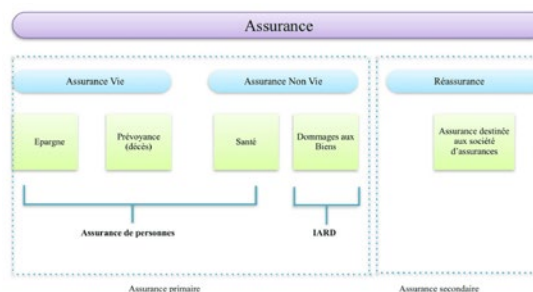 Assurance
Assurance Vie
Assurance Non Vie
Réassurance
Epargne
Prévoyance
(décès)
Santé
Dommages aux
Biens
Assurance destinée
aux société
d'assurances
Assurance de personnes
IARD
Assurance primaire
Assurance secondaire